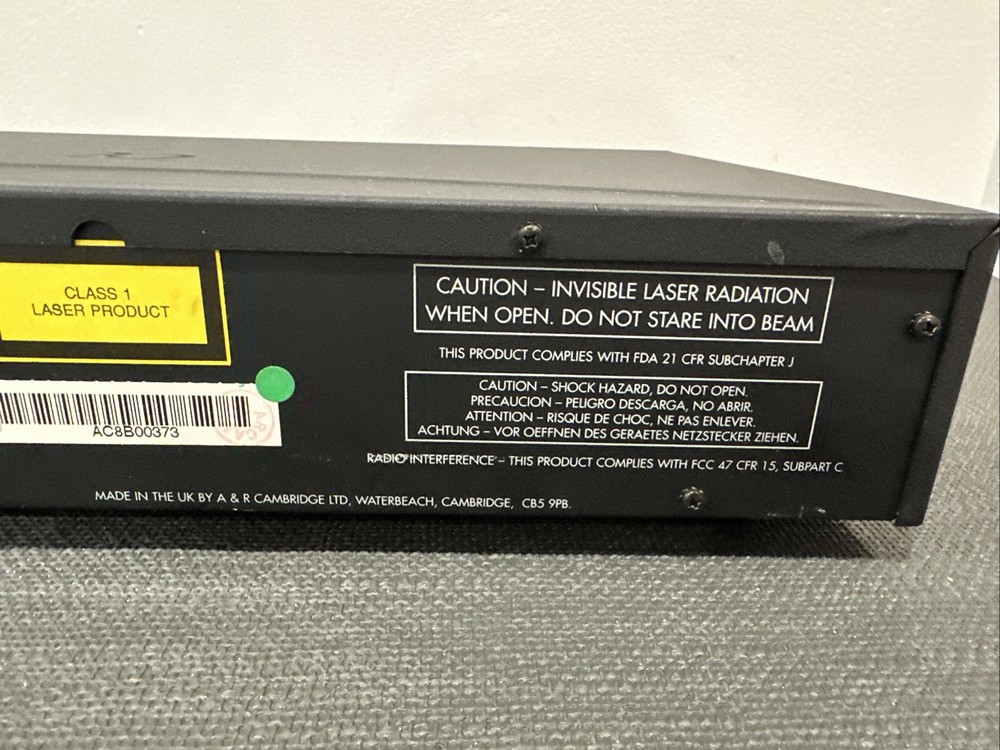 CLASS 1
LASER PRODUCT
AC8B00373
CAUTION – INVISIBLE LASER RADIATION
WHEN OPEN. DO NOT STARE INTO BEAM
THIS PRODUCT COMPLIES WITH FDA 21 CFR SUBCHAPTER J
CAUTION – SHOCK HAZARD, DO NOT OPEN.
PRECAUCION – PELIGRO DESCARGA, NO ABRIR.
ATTENTION – RISQUE DE CHOC, NE PAS ENLEVER.
ACHTUNG – VOR OEFFNEN DES GERAETES NETZSTECKER ZIEHEN.
RADIO INTERFERENCE – THIS PRODUCT COMPLIES WITH FCC 47 CFR 15, SUBPART C
MADE IN THE UK BY A & R CAMBRIDGE LTD, WATERBEACH, CAMBRIDGE, CB5 9PB.